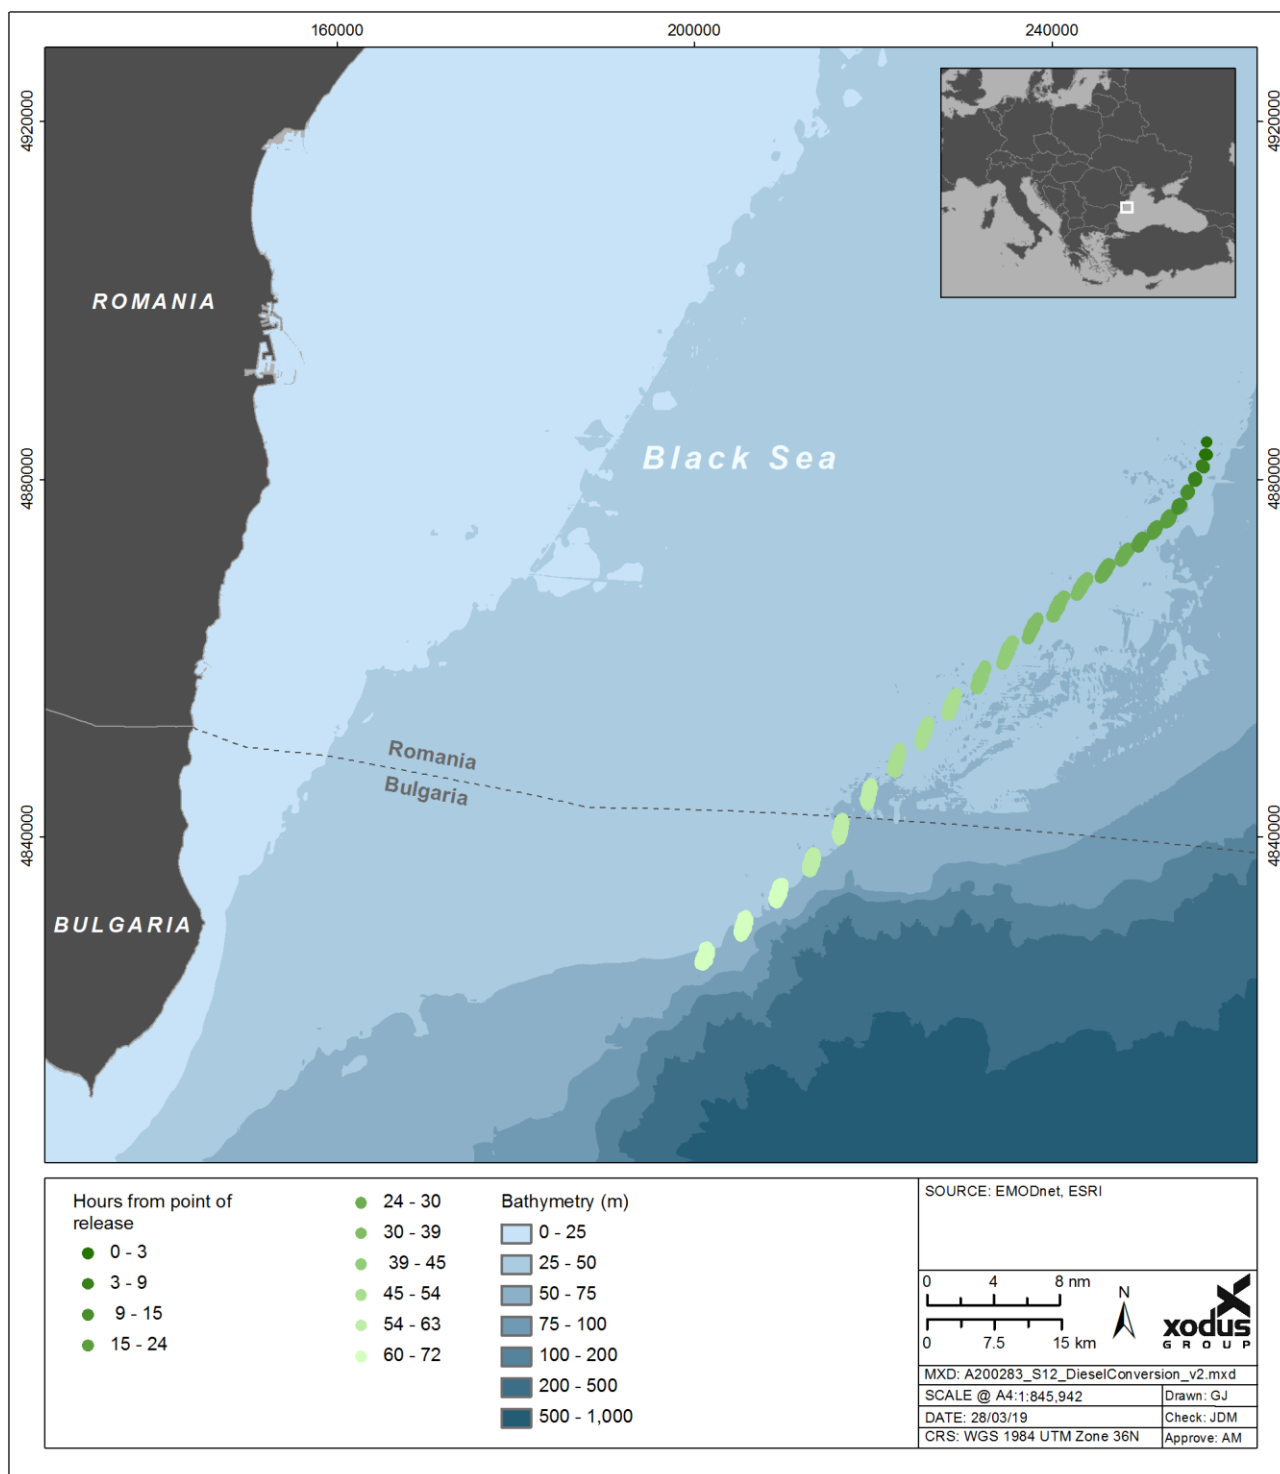 160000
200000
240000
4920000
4920000
ROMANIA
Black Sea
4880000
4880000
Romania
Bulgaria
4840000
4840000
BULGARIA
Hours from point of
release
0 - 3
3 - 9
9 - 15
15 - 24
24 - 30
30 - 39
39 - 45
45 - 54
54 - 63
60 - 72
Bathymetry (m)
0 - 25
25 - 50
50 - 75
75 - 100
100 - 200
200 - 500
500 - 1,000
SOURCE: EMODnet, ESRI
0 4 8 nm
0 7.5 15 km
N
xodus
GROUP
MXD: A200283_S12_DieselConversion_v2.mxd
SCALE @ A4:1:845,942
Drawn: GJ
DATE: 28/03/19
Check: JDM
CRS: WGS 1984 UTM Zone 36N
Approve: AM